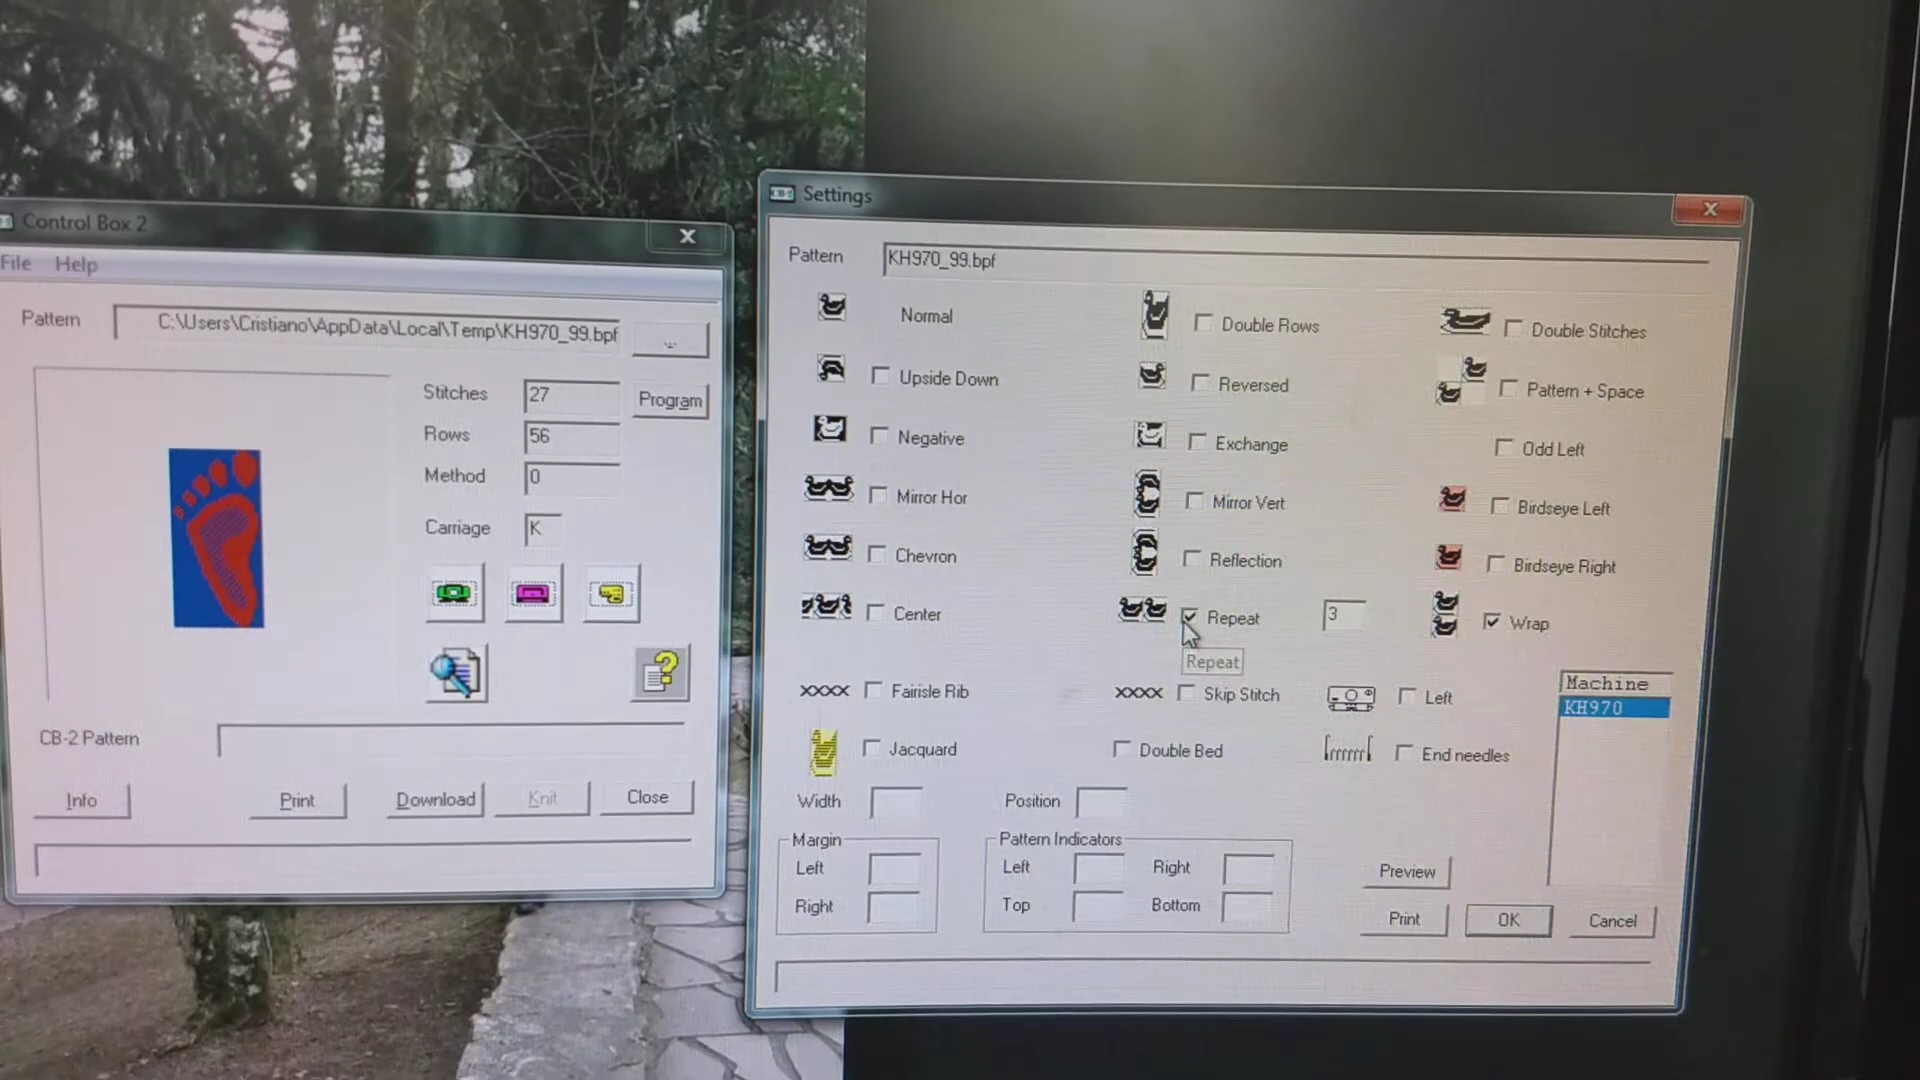 Control Box 2
File Help
Pattern C:\Users\Cristiano\AppData\Local\Temp\KH970_99.bpf ...
Stitches 27 Program
Rows 56
Method 0
Carriage K
CB-2 Pattern
Info Print Download Knit Close
Settings
Pattern KH970_99.bpf
Normal Double Rows Double Stitches
Upside Down Reversed Pattern + Space
Negative Exchange Odd Left
Mirror Hor Mirror Vert Birdseye Left
Chevron Reflection Birdseye Right
Center Repeat 3 Wrap
Repeat
Fairisle Rib Skip Stitch Left
Machine
KH970
Jacquard Double Bed End needles
Width Position
Margin Pattern Indicators
Left Left Right Preview
Right Top Bottom Print OK Cancel